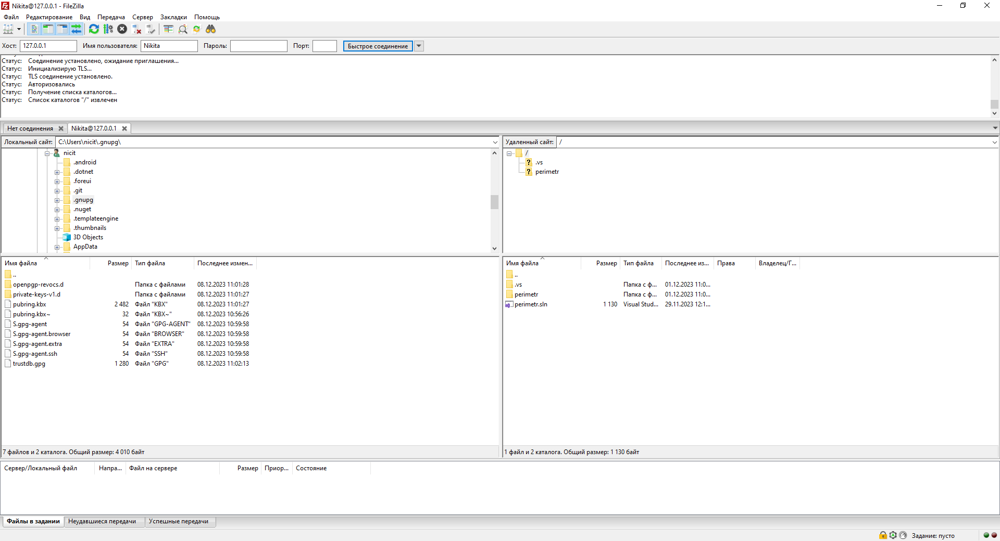 Nikita@127.0.0.1 - FileZilla
Файл Редактирование Вид Передача Сервер Закладки Помощь
Хост: 127.0.0.1 Имя пользователя: Nikita Пароль: Порт: Быстрое соединение
Статус: Соединение установлено, ожидание приглашения...
Статус: Инициализирую TLS...
Статус: TLS соединение установлено.
Статус: Авторизовались
Статус: Получение списка каталогов...
Статус: Список каталогов "/" извлечен
Нет соединения Nikita@127.0.0.1
Локальный сайт: C:\Users\nicit\.gnupg\
nicit
.android
.dotnet
.foreui
.git
.gnupg
.nuget
.templateengine
.thumbnails
3D Objects
AppData
Удаленный сайт: /
/
.vs
perimetr
Имя файла Размер Тип файла Последнее измен...
..
openpgp-revocs.d Папка с файлами 08.12.2023 11:01:28
private-keys-v1.d Папка с файлами 08.12.2023 11:01:27
pubring.kbx 2 482 Файл "KBX" 08.12.2023 11:01:27
pubring.kbx~ 32 Файл "KBX~" 08.12.2023 10:56:26
S.gpg-agent 54 Файл "GPG-AGENT" 08.12.2023 10:59:58
S.gpg-agent.browser 54 Файл "BROWSER" 08.12.2023 10:59:58
S.gpg-agent.extra 54 Файл "EXTRA" 08.12.2023 10:59:58
S.gpg-agent.ssh 54 Файл "SSH" 08.12.2023 10:59:58
trustdb.gpg 1 280 Файл "GPG" 08.12.2023 11:02:13
7 файлов и 2 каталога. Общий размер: 4 010 байт
Имя файла Размер Тип файла Последнее из... Права Владелец/Г...
..
.vs Папка с ф... 01.12.2023 11:0...
perimetr Папка с ф... 01.12.2023 11:0...
perimetr.sln 1 130 Visual Stud... 29.11.2023 12:1...
1 файл и 2 каталога. Общий размер: 1 130 байт
Сервер/Локальный файл Напра... Файл на сервере Размер Приор... Состояние
Файлы в задании Неудавшиеся передачи Успешные передачи
Задание: пусто